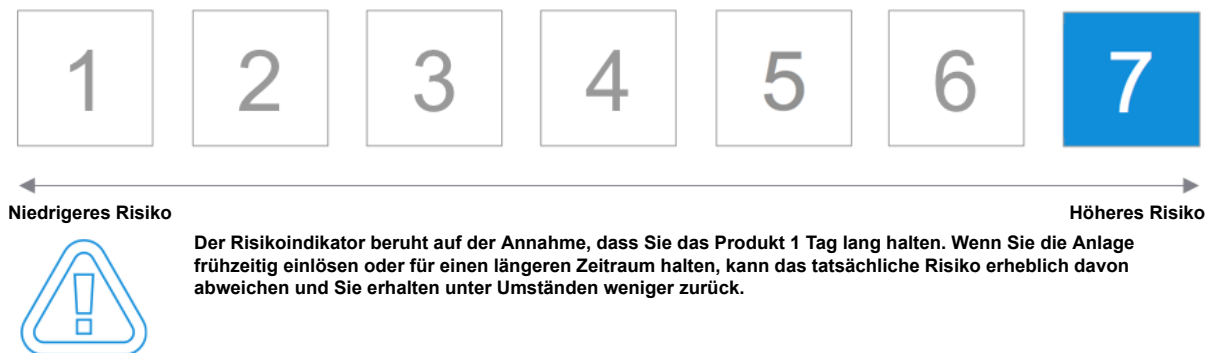 1 2 3 4 5 6 7
Niedrigeres Risiko Höheres Risiko
Der Risikoindikator beruht auf der Annahme, dass Sie das Produkt 1 Tag lang halten. Wenn Sie die Anlage
frühzeitig einlösen oder für einen längeren Zeitraum halten, kann das tatsächliche Risiko erheblich davon
abweichen und Sie erhalten unter Umständen weniger zurück.